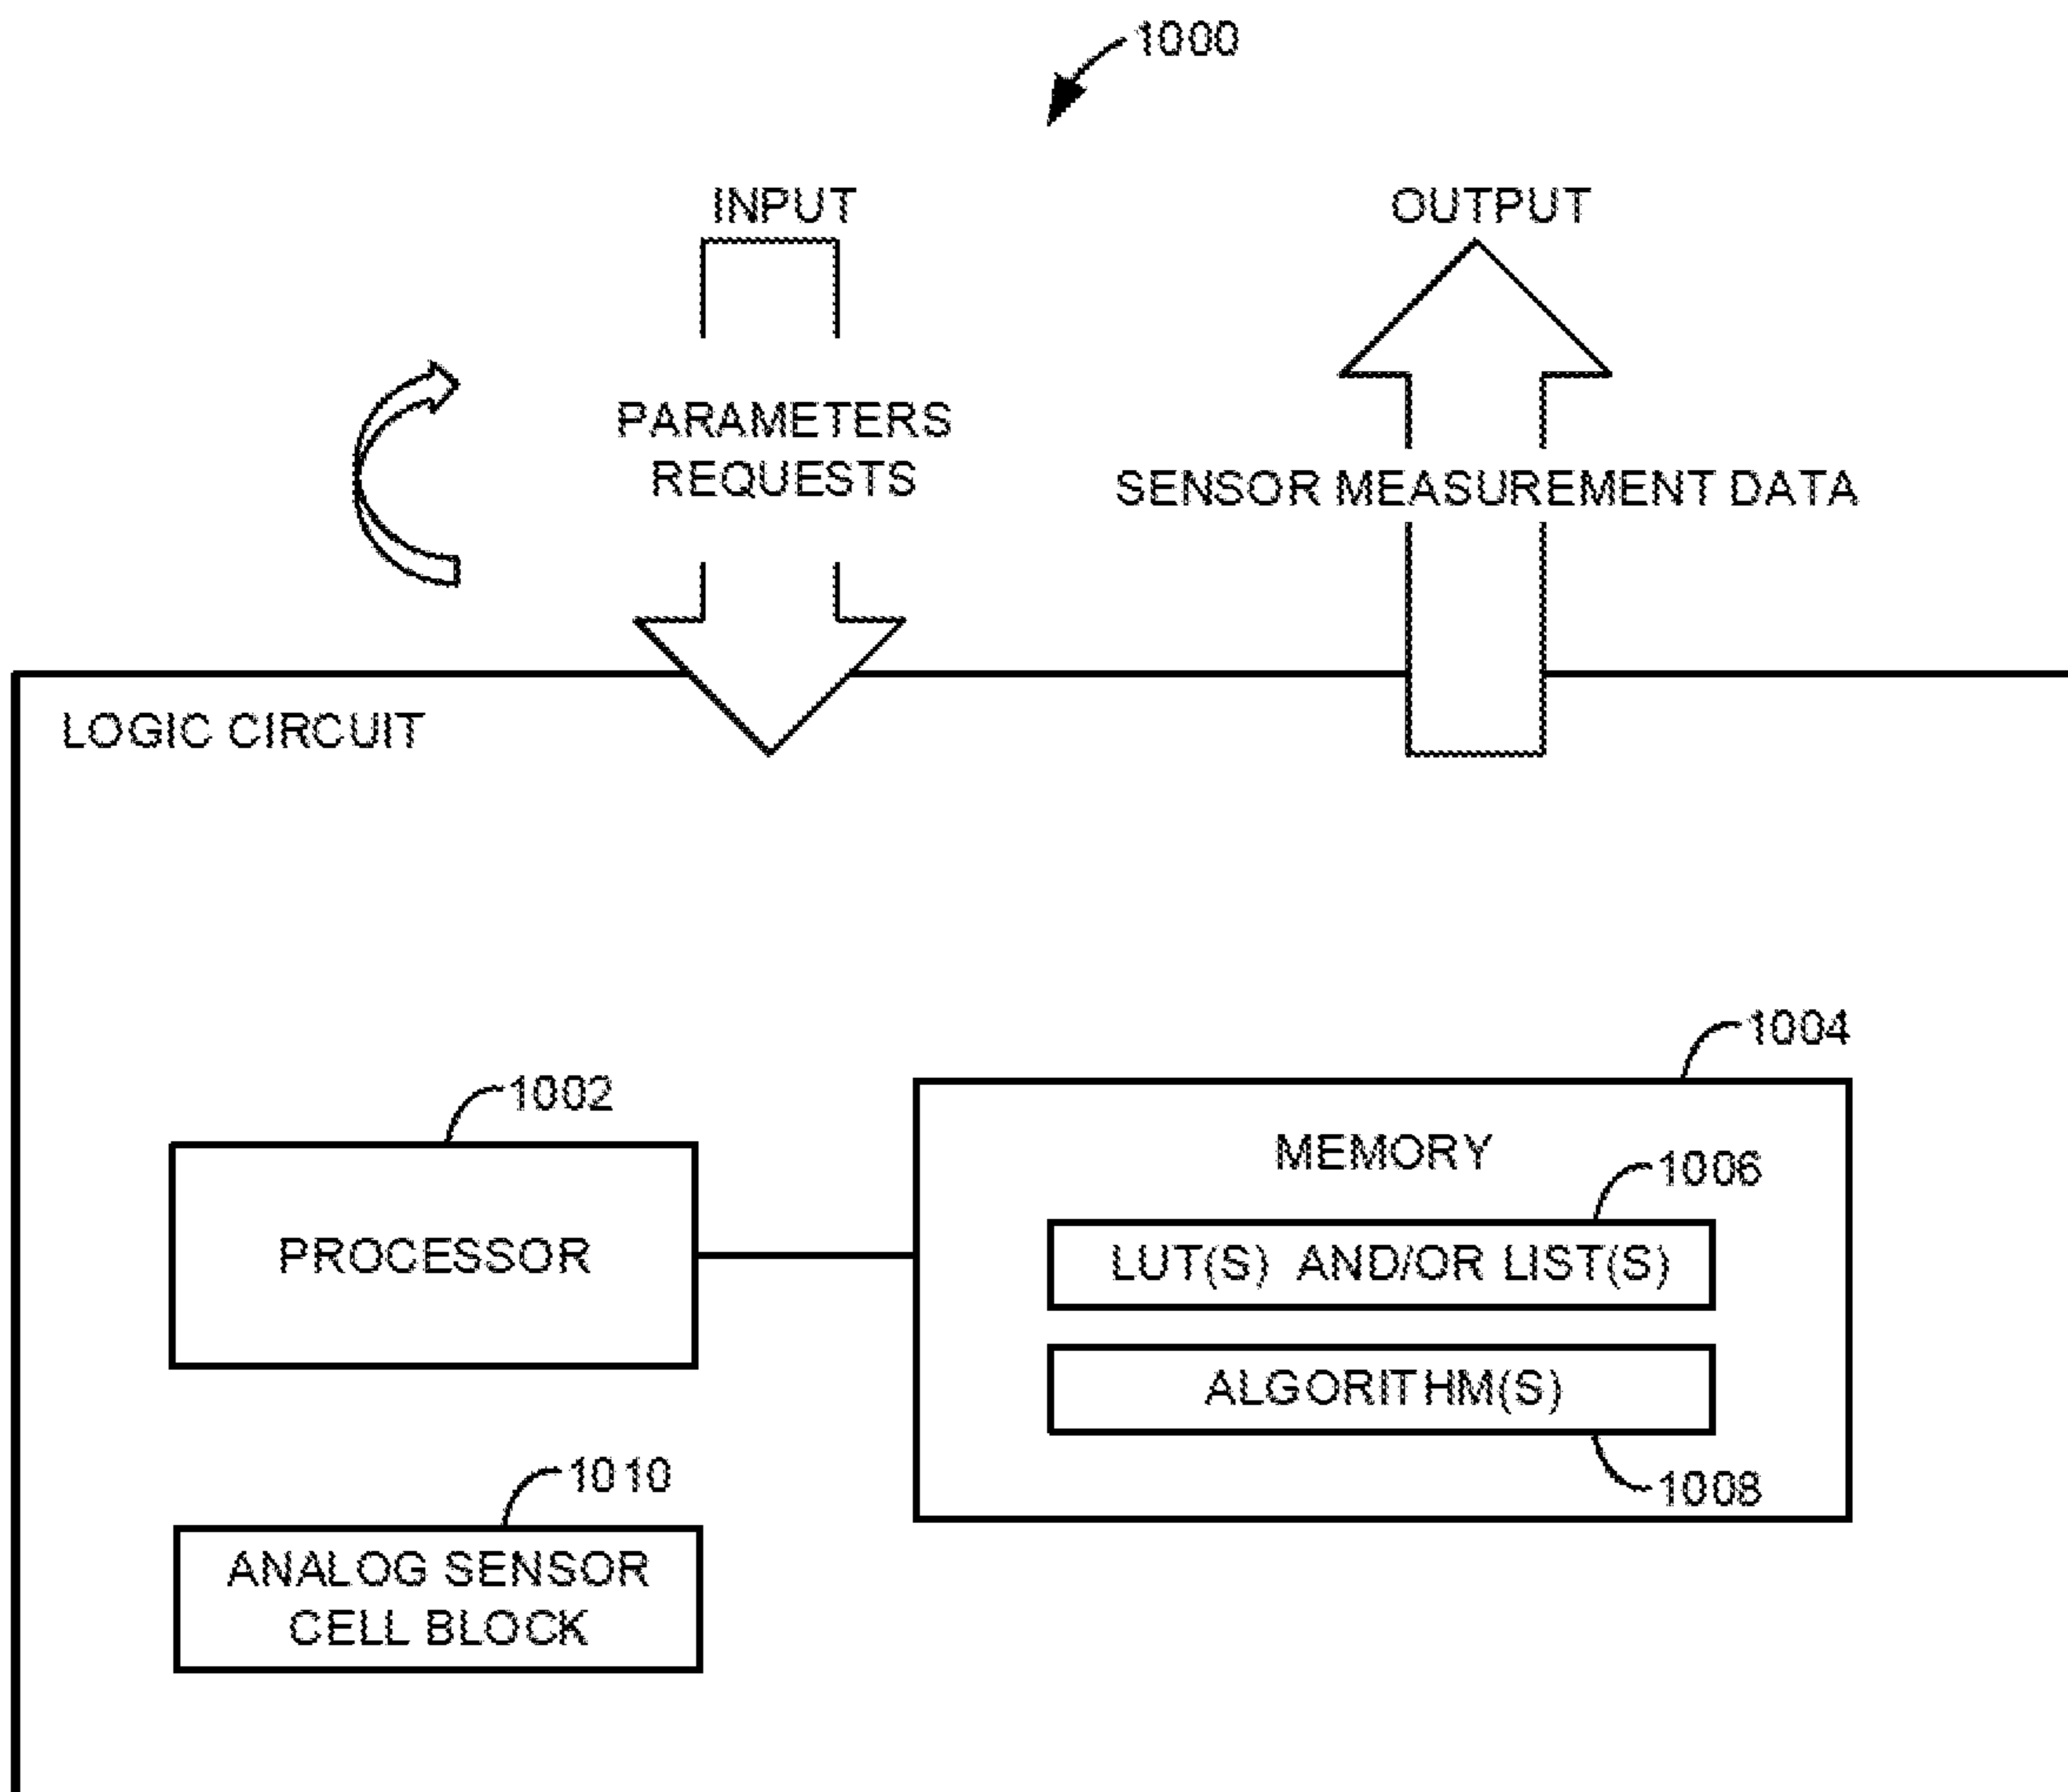 1000
INPUT
OUTPUT
PARAMETERS
REQUESTS
SENSOR MEASUREMENT DATA
LOGIC CIRCUIT
1004
1002
MEMORY
1006
PROCESSOR
LUT(S) AND/OR LIST(S)
ALGORITHM(S)
1010
1008
ANALOG SENSOR
CELL BLOCK